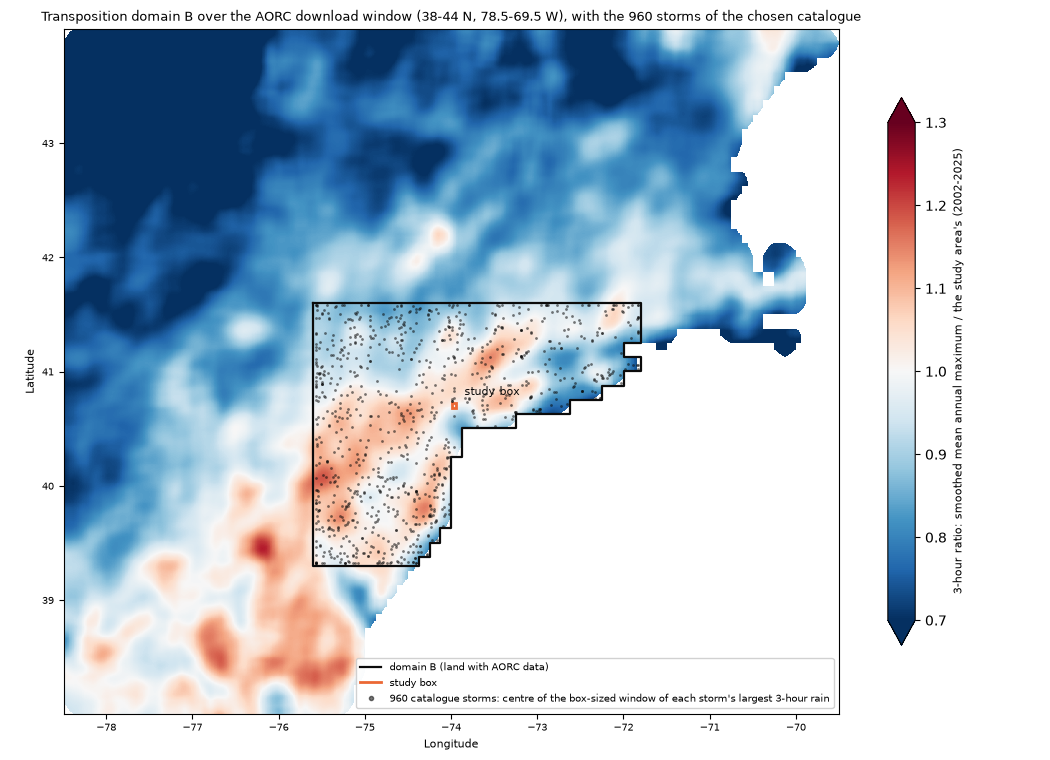 Transposition domain B over the AORC download window (38-44 N, 78.5-69.5 W), with the 960 storms of the chosen catalogue
43
42
41
40
39
Latitude
study box
domain B (land with AORC data)
study box
960 catalogue storms: centre of the box-sized window of each storm's largest 3-hour rain
−78
−77
−76
−75
−74
−73
−72
−71
−70
Longitude
1.3
1.2
1.1
1.0
0.9
0.8
0.7
3-hour ratio: smoothed mean annual maximum / the study area's (2002-2025)